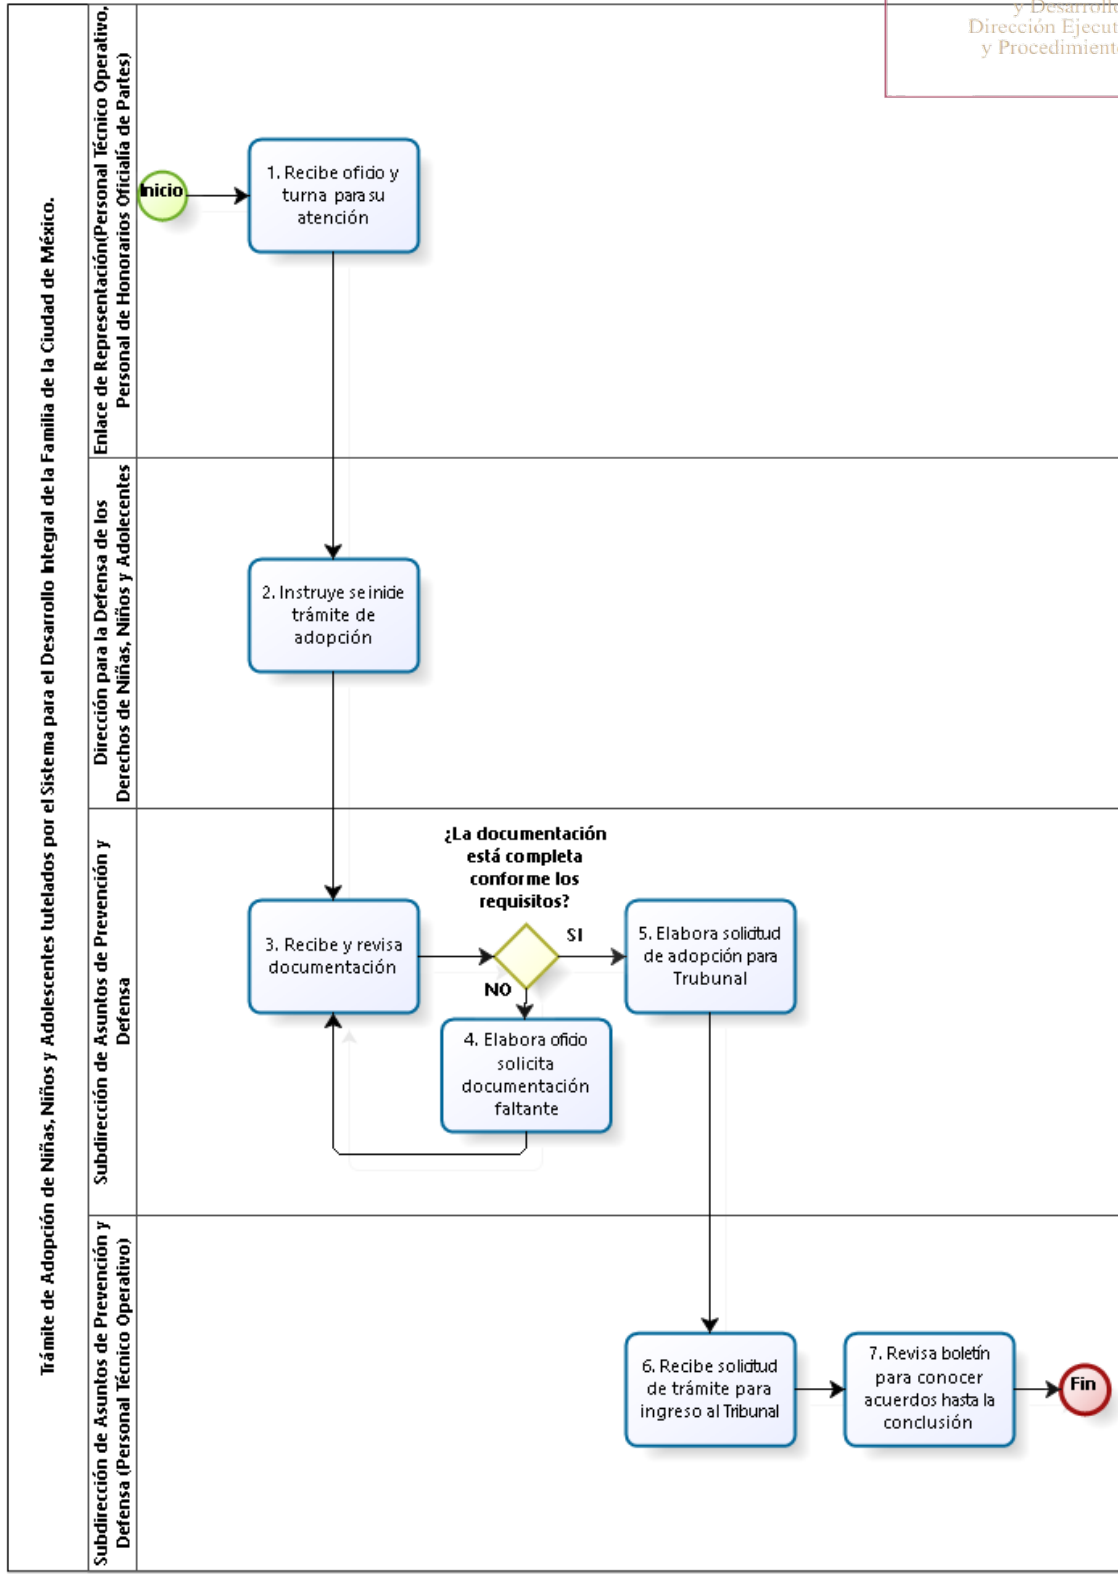 y Desarrollo
Dirección Ejecut
y Procedimient
Trámite de Adopción de Niñas, Niños y Adolescentes tutelados por el Sistema para el Desarrollo Integral de la Familia de la Ciudad de México.
Enlace de Representación(Personal Técnico Operativo,
Personal de Honorarios Oficialía de Partes)
Inicio
1. Recibe oficio y
turna para su
atención
Dirección para la Defensa de los
Derechos de Niñas, Niños y Adolecentes
2. Instruye se inicie
trámite de
adopción
Subdirección de Asuntos de Prevención y
Defensa
3. Recibe y revisa
documentación
¿La documentación
está completa
conforme los
requisitos?
SI
NO
4. Elabora oficio
solicita
documentación
faltante
5. Elabora solicitud
de adopción para
Trubunal
Subdirección de Asuntos de Prevención y
Defensa (Personal Técnico Operativo)
6. Recibe solicitud
de trámite para
ingreso al Tribunal
7. Revisa boletín
para conocer
acuerdos hasta la
conclusión
Fin